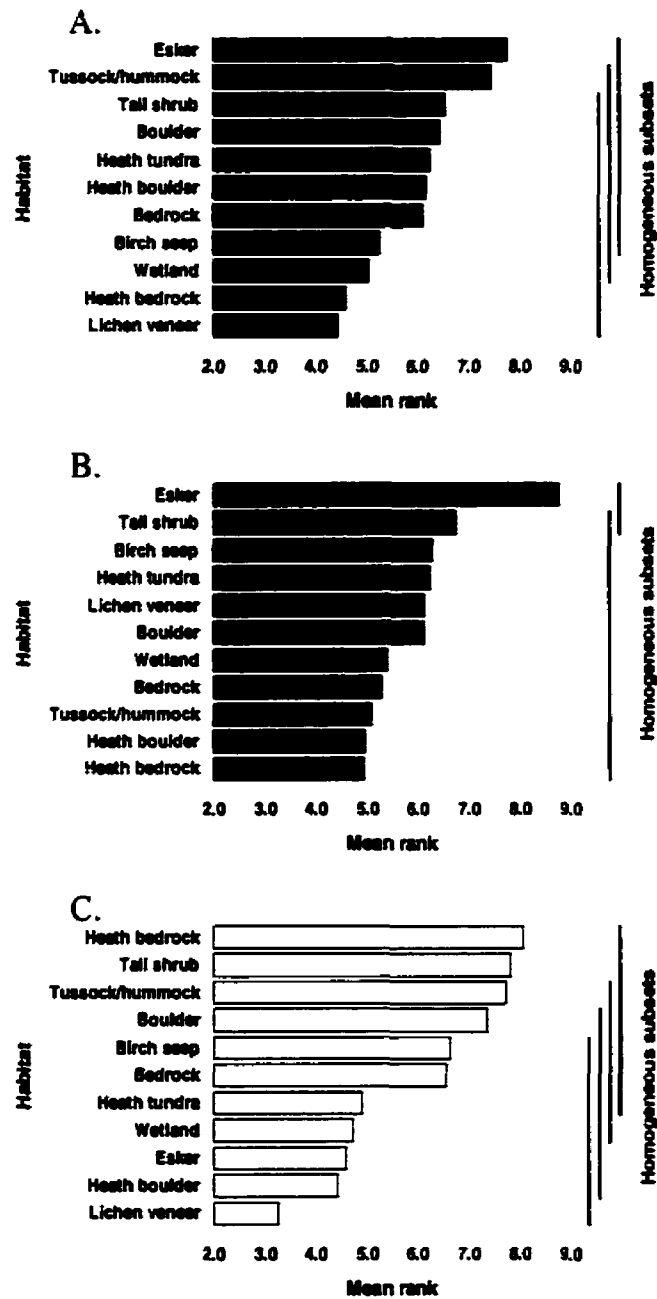 A.
Habitat
Esker
Tussock/hummock
Tall shrub
Boulder
Heath tundra
Heath boulder
Bedrock
Birch seep
Wetland
Heath bedrock
Lichen veneer
2.0 3.0 4.0 5.0 6.0 7.0 8.0 9.0
Mean rank
Homogeneous subsets
B.
Habitat
Esker
Tall shrub
Birch seep
Heath tundra
Lichen veneer
Boulder
Wetland
Bedrock
Tussock/hummock
Heath boulder
Heath bedrock
2.0 3.0 4.0 5.0 6.0 7.0 8.0 9.0
Mean rank
Homogeneous subsets
C.
Habitat
Heath bedrock
Tall shrub
Tussock/hummock
Boulder
Birch seep
Bedrock
Heath tundra
Wetland
Esker
Heath boulder
Lichen veneer
2.0 3.0 4.0 5.0 6.0 7.0 8.0 9.0
Mean rank
Homogeneous subsets